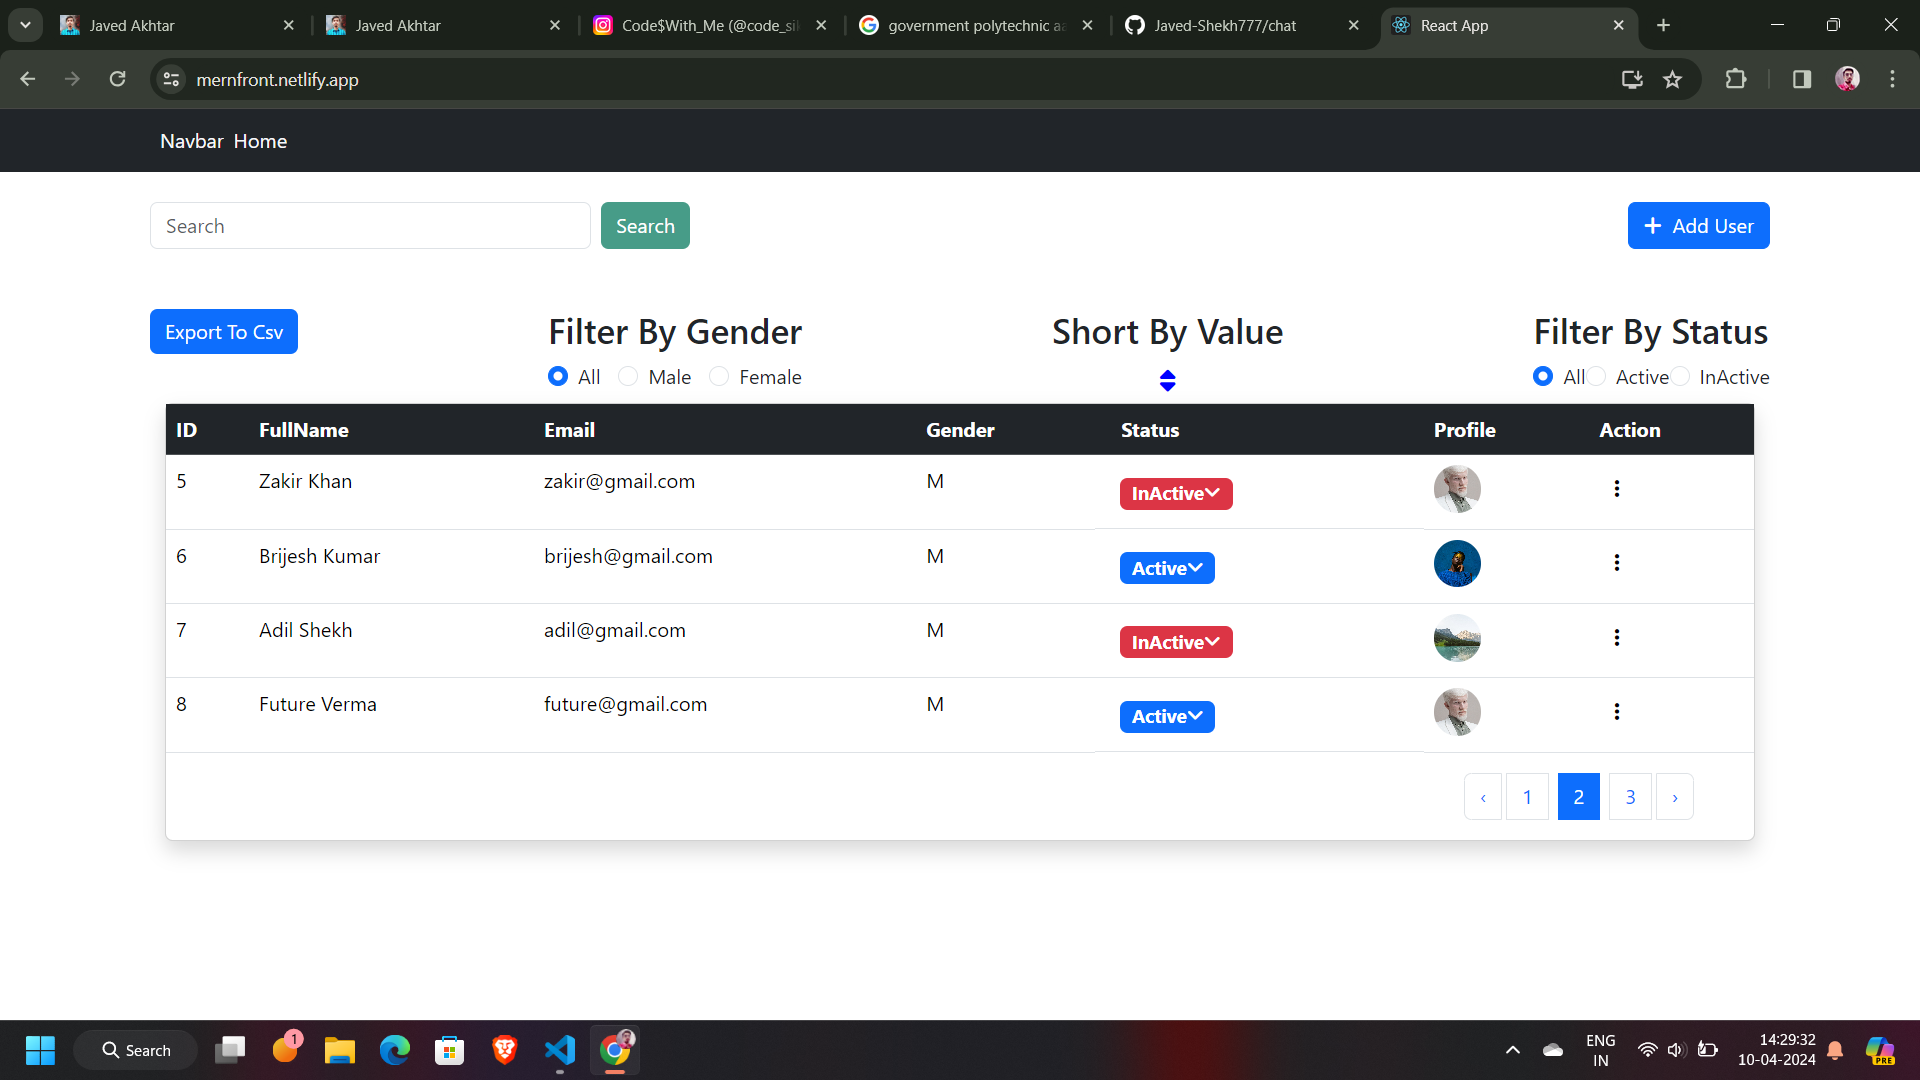 Javed Akhtar
Javed Akhtar
Code$With_Me (@code_sik
government polytechnic aa
Javed-Shekh777/chat
React App
mernfront.netlify.app
Navbar Home
Search
Search
+ Add User
Export To Csv
Filter By Gender
All Male Female
Short By Value
Filter By Status
All Active InActive
ID FullName Email Gender Status Profile Action
5 Zakir Khan zakir@gmail.com M InActive
6 Brijesh Kumar brijesh@gmail.com M Active
7 Adil Shekh adil@gmail.com M InActive
8 Future Verma future@gmail.com M Active
‹ 1 2 3 ›
Search
1
ENG
IN
14:29:32
10-04-2024
PRE